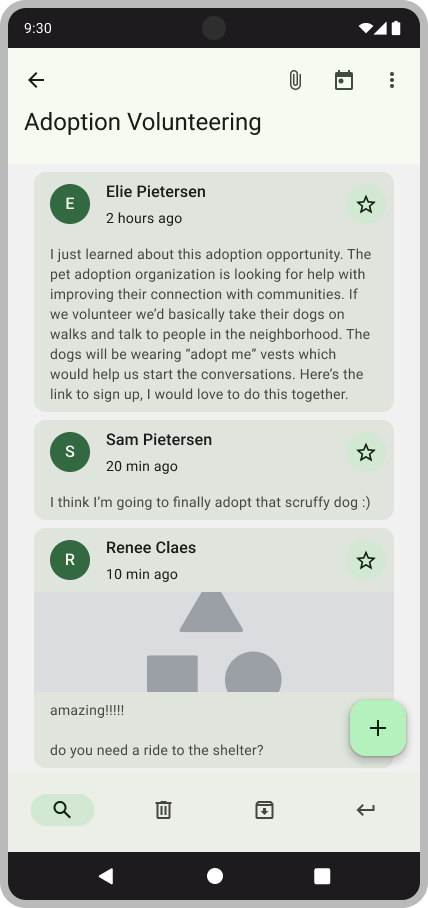 9:30
Adoption Volunteering
E
Elie Pietersen
2 hours ago
I just learned about this adoption opportunity. The
pet adoption organization is looking for help with
improving their connection with communities. If
we volunteer we’d basically take their dogs on
walks and talk to people in the neighborhood. The
dogs will be wearing “adopt me” vests which
would help us start the conversations. Here’s the
link to sign up, I would love to do this together.
S
Sam Pietersen
20 min ago
I think I’m going to finally adopt that scruffy dog :)
R
Renee Claes
10 min ago
amazing!!!!!
do you need a ride to the shelter?